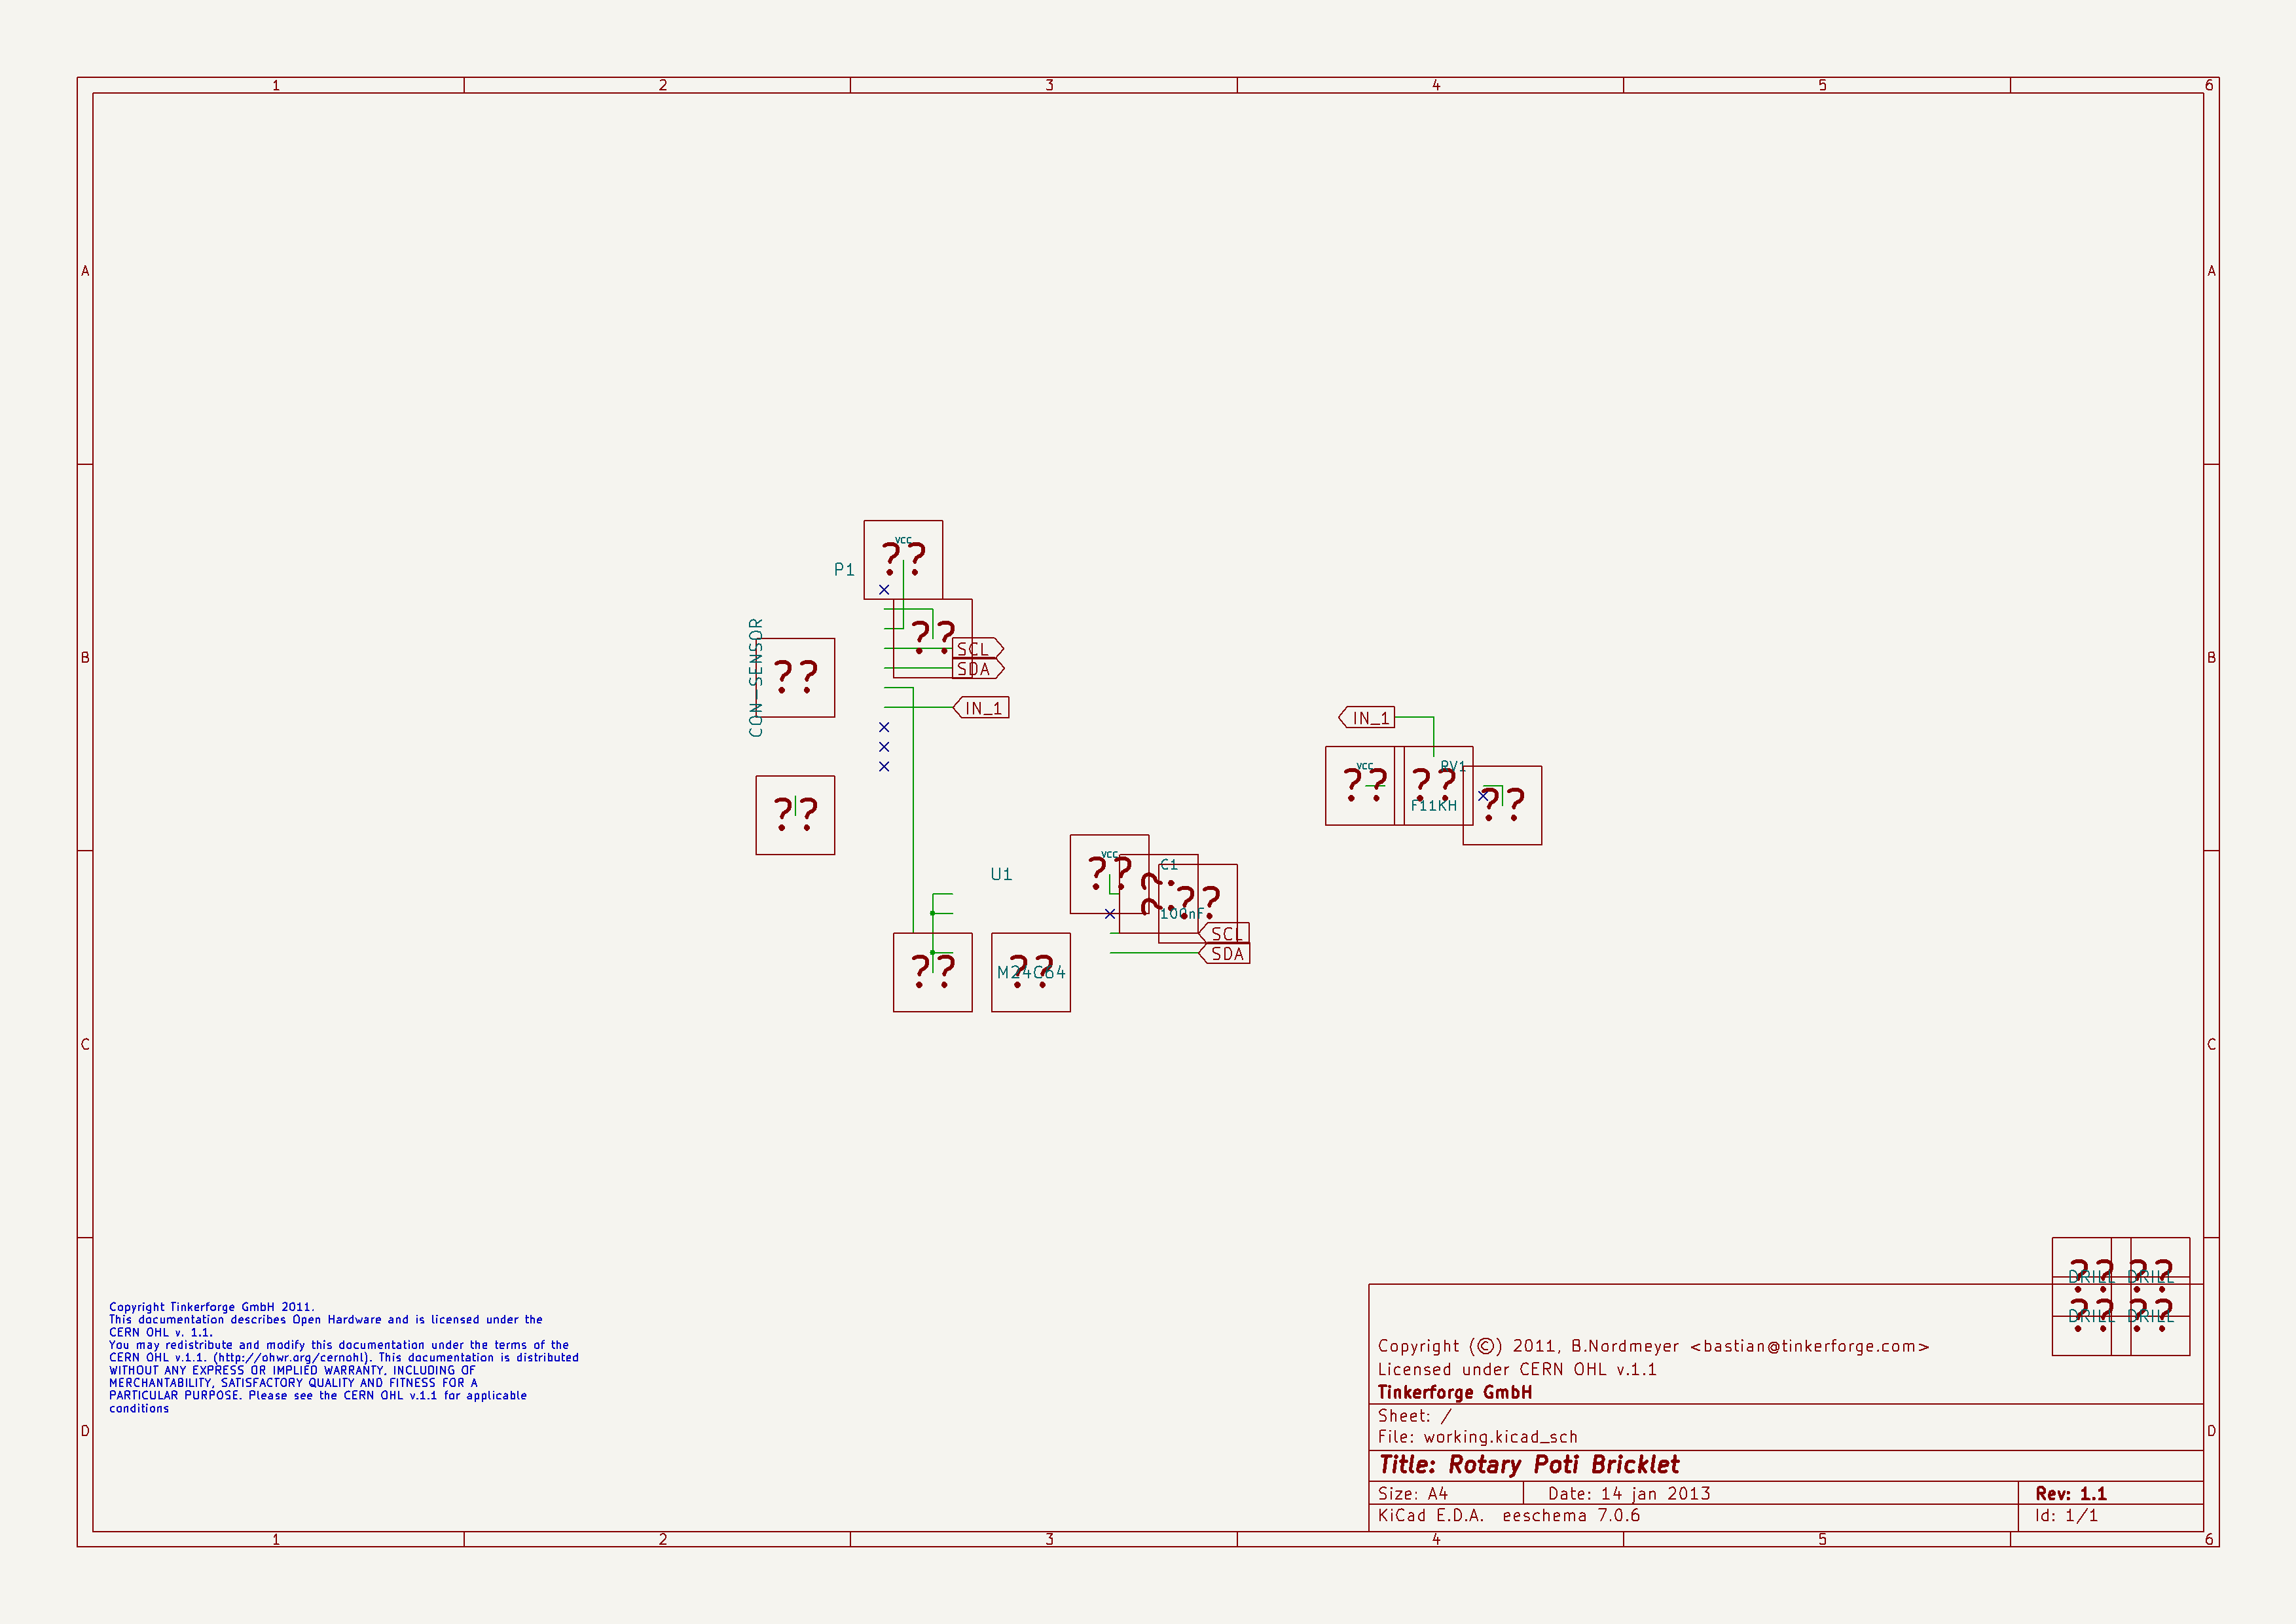 1 2 3 4 5 6
A A
VCC
??
P1
??
SCL
SDA
CON-SENSOR
??
B B
IN_1
IN_1
VCC
??
??
RV1
F11KH
??
??
U1
VCC
??
C1
??
??
100nF
SCL
SDA
??
??
M24C64
C C
?? ??
DRILL DRILL
?? ??
DRILL DRILL
Copyright Tinkerforge GmbH 2011.
This documentation describes Open Hardware and is licensed under the
CERN OHL v. 1.1.
You may redistribute and modify this documentation under the terms of the
CERN OHL v.1.1. (http://ohwr.org/cernohl). This documentation is distributed
WITHOUT ANY EXPRESS OR IMPLIED WARRANTY, INCLUDING OF
MERCHANTABILITY, SATISFACTORY QUALITY AND FITNESS FOR A
PARTICULAR PURPOSE. Please see the CERN OHL v.1.1 for applicable
conditions
Copyright (©) 2011, B.Nordmeyer <bastian@tinkerforge.com>
Licensed under CERN OHL v.1.1
Tinkerforge GmbH
Sheet: /
File: working.kicad_sch
D D
Title: Rotary Poti Bricklet
Size: A4 Date: 14 jan 2013 Rev: 1.1
KiCad E.D.A. eeschema 7.0.6 Id: 1/1
1 2 3 4 5 6